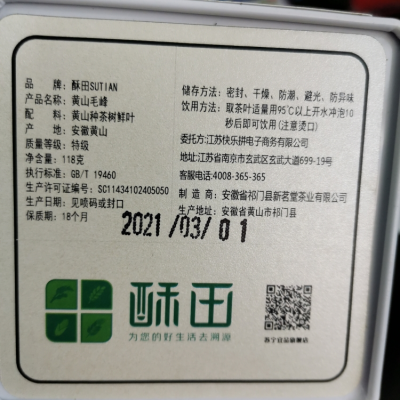 品　　牌：酥田SUTIAN
产品名称：黄山毛峰
配　　料：黄山种茶树鲜叶
产　　地：安徽黄山
质量等级：特级
净含量：118克
执行标准：GB/T 19460
生产许可证编号：SC11434102405050
生产日期：见喷码或封口
保质期：18个月
2021/03/01
储存方法：密封、干燥、防潮、避光、防异味
饮用方法：取茶叶适量用95℃以上开水冲泡10
秒后即可饮用(注意烫口)
委托方:江苏快乐拼电子商务有限公司
地址:江苏省南京市玄武区玄武大道699-19号
客服电话:4008-365-365
制 造 商：安徽省祁门县新茗堂茶业有限公司
生产地址：安徽省黄山市祁门县
酥田
为您的好生活去溯源
苏宁宜品旗舰店